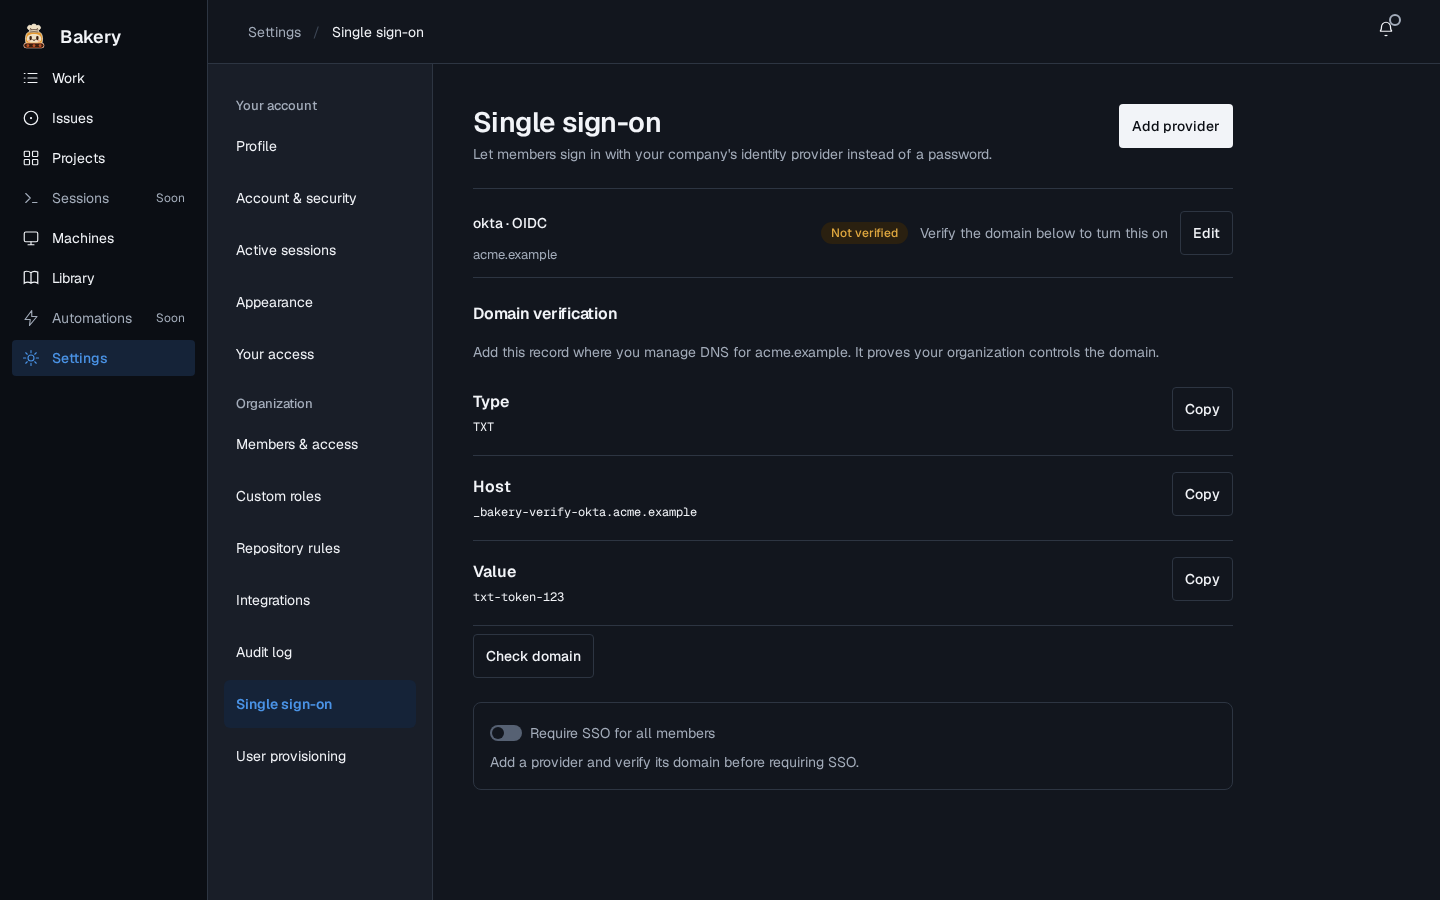 Bakery
Work
Issues
Projects
Sessions Soon
Machines
Library
Automations Soon
Settings
Settings / Single sign-on
Your account
Profile
Account & security
Active sessions
Appearance
Your access
Organization
Members & access
Custom roles
Repository rules
Integrations
Audit log
Single sign-on
User provisioning
Single sign-on
Let members sign in with your company's identity provider instead of a password.
Add provider
okta · OIDC
acme.example
Not verified Verify the domain below to turn this on Edit
Domain verification
Add this record where you manage DNS for acme.example. It proves your organization controls the domain.
Type
TXT
Copy
Host
_bakery-verify-okta.acme.example
Copy
Value
txt-token-123
Copy
Check domain
Require SSO for all members
Add a provider and verify its domain before requiring SSO.